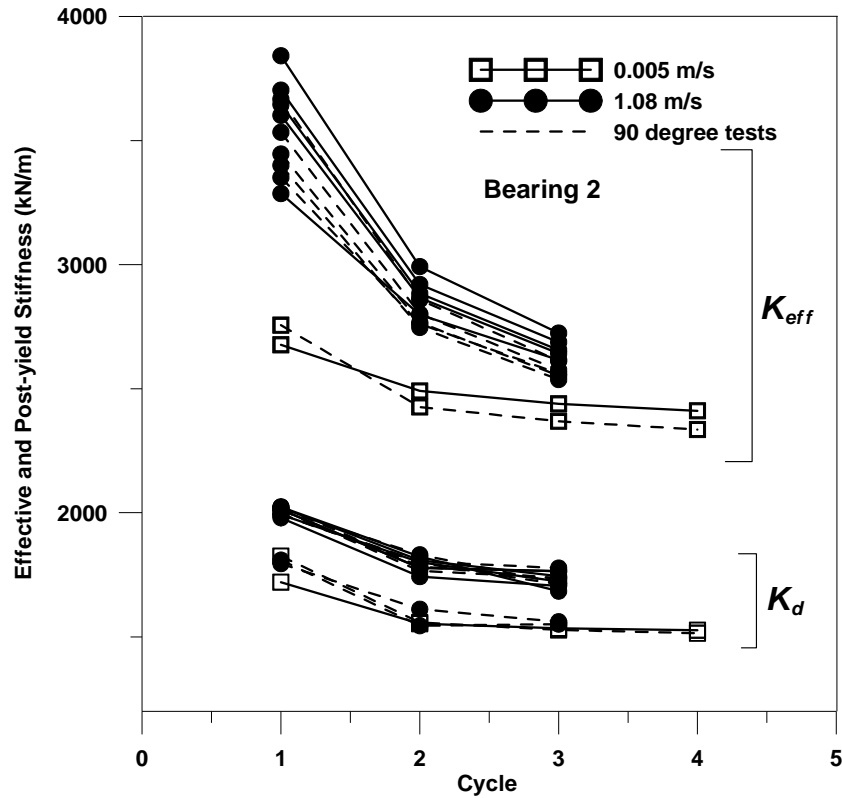 Effective and Post-yield Stiffness (kN/m)
4000
3000
2000
0.005 m/s
1.08 m/s
90 degree tests
Bearing 2
Keff
Kd
0 1 2 3 4 5
Cycle